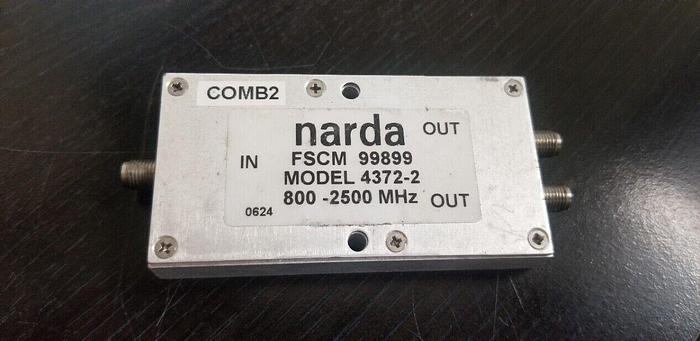 COMB2
narda OUT
IN FSCM 99899
MODEL 4372-2
800 -2500 MHz OUT
0624